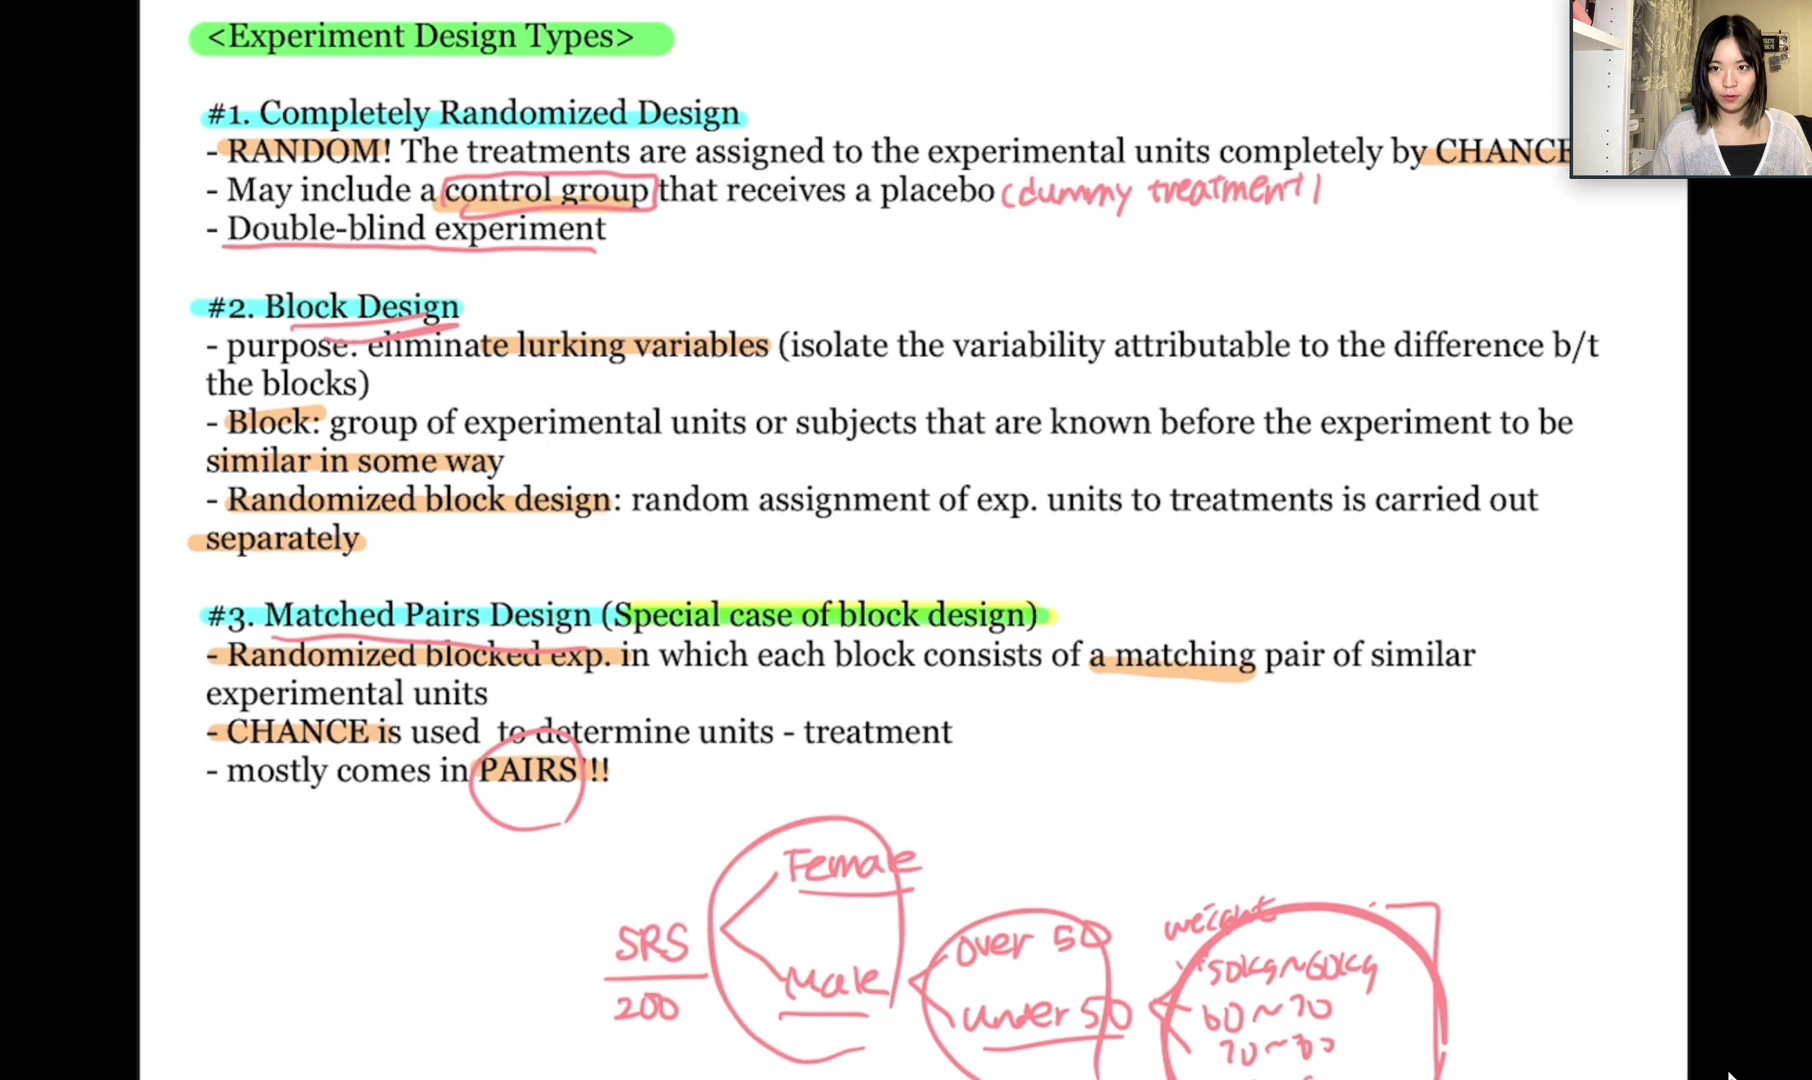 <Experiment Design Types>
#1. Completely Randomized Design
- RANDOM! The treatments are assigned to the experimental units completely by CHANCE
- May include a control group that receives a placebo (dummy treatment)
- Double-blind experiment
#2. Block Design
- purpose: eliminate lurking variables (isolate the variability attributable to the difference b/t
the blocks)
- Block: group of experimental units or subjects that are known before the experiment to be
similar in some way
- Randomized block design: random assignment of exp. units to treatments is carried out
separately
#3. Matched Pairs Design (Special case of block design)
- Randomized blocked exp. in which each block consists of a matching pair of similar
experimental units
- CHANCE is used to determine units - treatment
- mostly comes in PAIRS!!!
SRS
200
Female
Male
over 50
under 50
weight
50kg~60kg
60~70
70~80